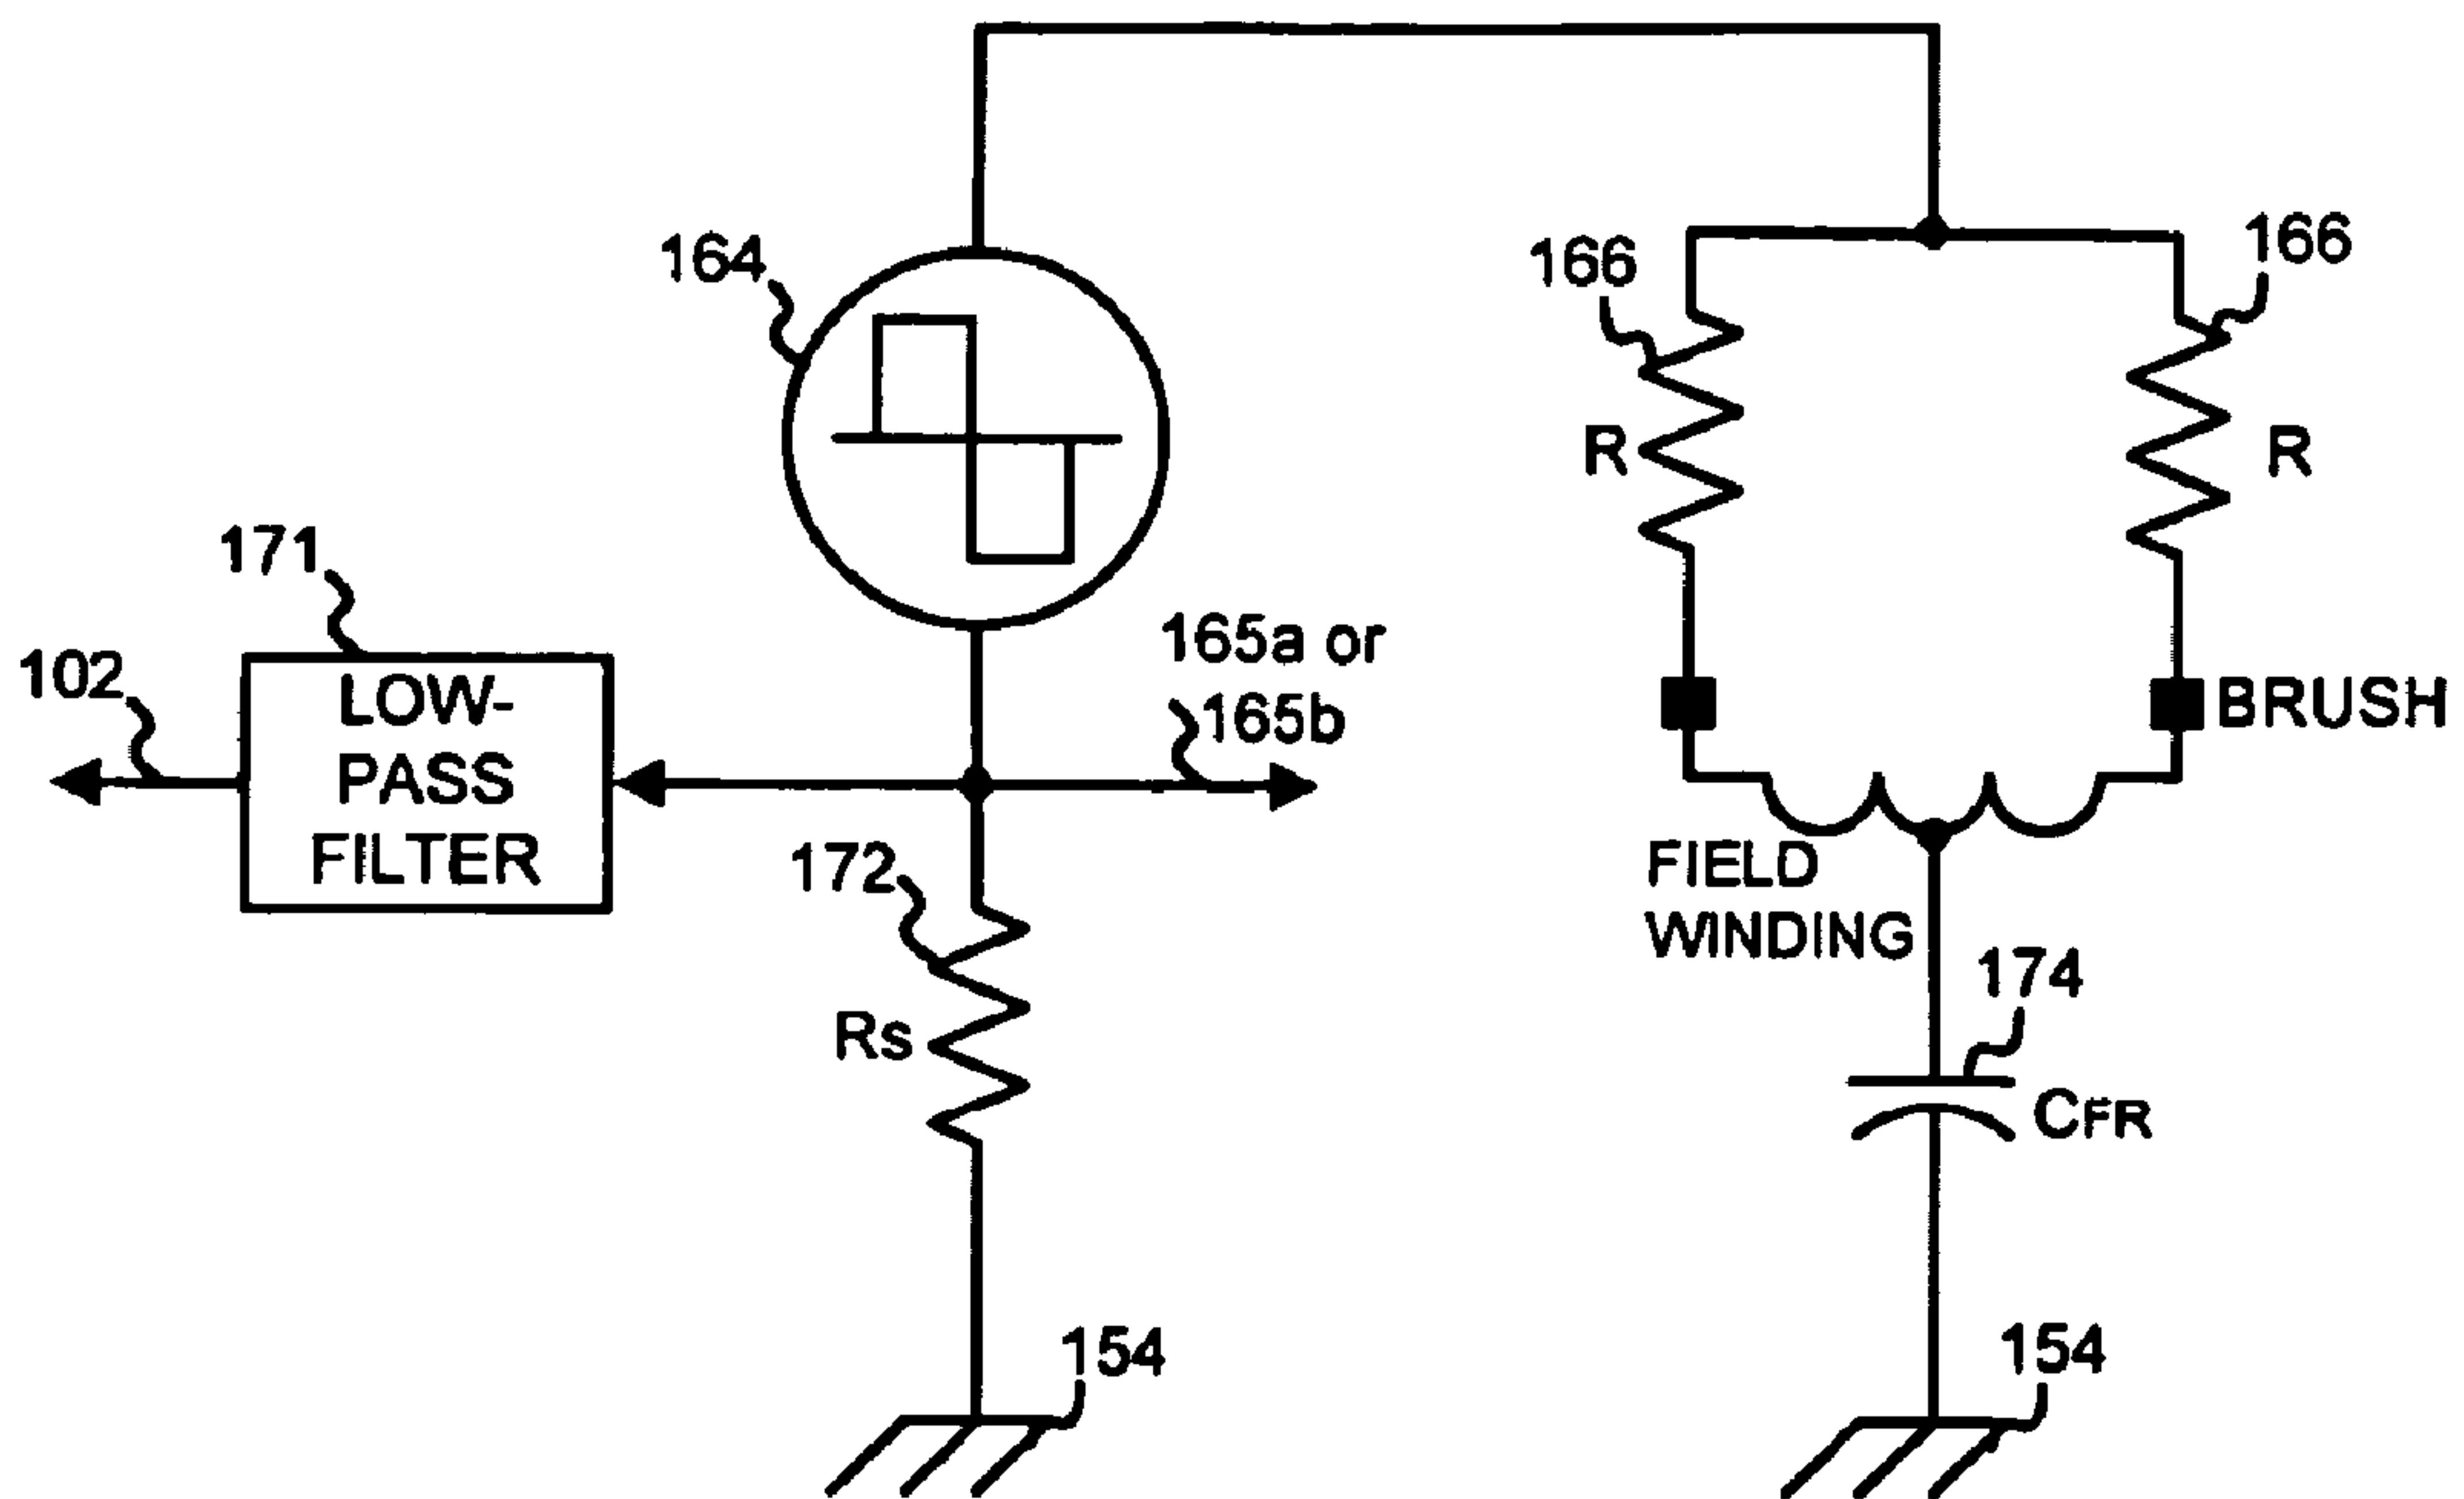 164
166
166
R
R
171
102
LOW-
PASS
FILTER
165a or
165b
BRUSH
172
FIELD
WINDING
174
Rs
CFR
154
154